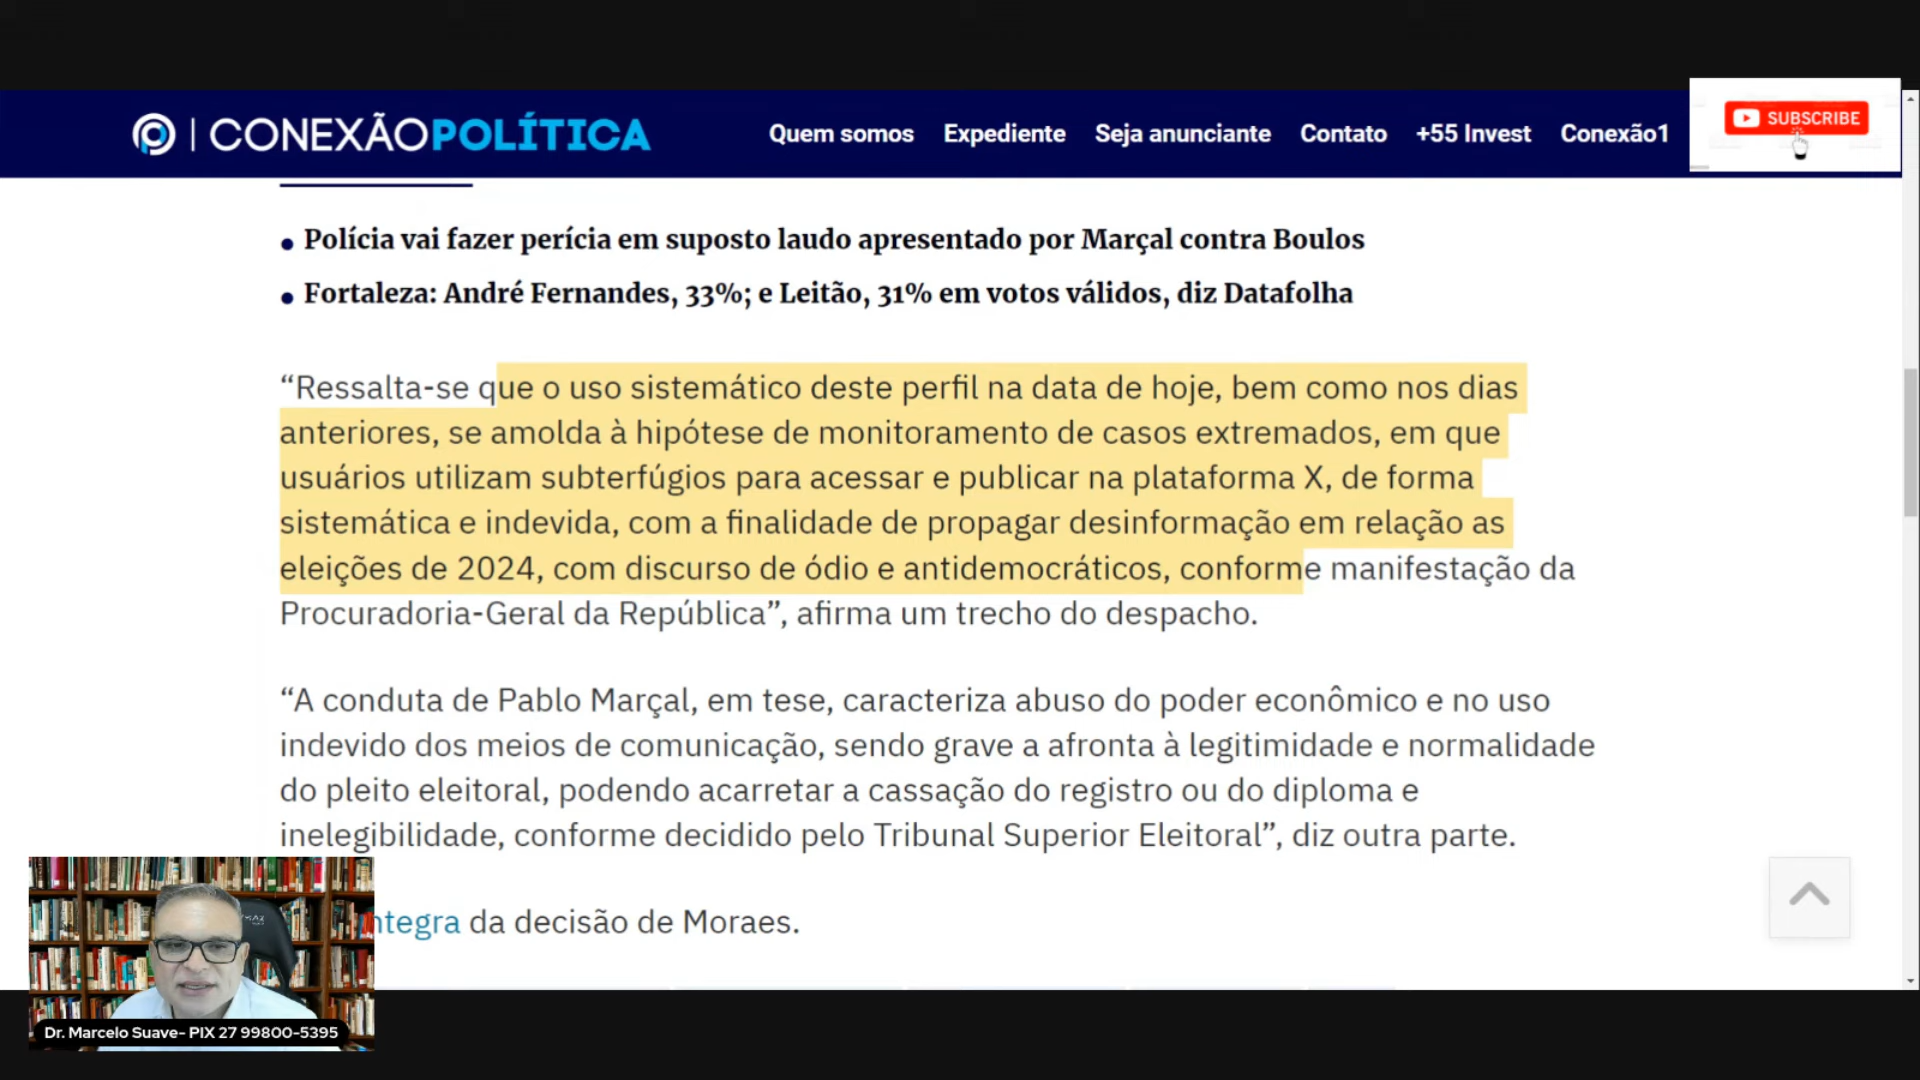 CONEXÃOPOLÍTICA
Quem somos Expediente Seja anunciante Contato +55 Invest Conexão1
SUBSCRIBE
• Polícia vai fazer perícia em suposto laudo apresentado por Marçal contra Boulos
• Fortaleza: André Fernandes, 33%; e Leitão, 31% em votos válidos, diz Datafolha
“Ressalta-se que o uso sistemático deste perfil na data de hoje, bem como nos dias
anteriores, se amolda à hipótese de monitoramento de casos extremados, em que
usuários utilizam subterfúgios para acessar e publicar na plataforma X, de forma
sistemática e indevida, com a finalidade de propagar desinformação em relação as
eleições de 2024, com discurso de ódio e antidemocráticos, conforme manifestação da
Procuradoria-Geral da República”, afirma um trecho do despacho.
“A conduta de Pablo Marçal, em tese, caracteriza abuso do poder econômico e no uso
indevido dos meios de comunicação, sendo grave a afronta à legitimidade e normalidade
do pleito eleitoral, podendo acarretar a cassação do registro ou do diploma e
inelegibilidade, conforme decidido pelo Tribunal Superior Eleitoral”, diz outra parte.
ntegra da decisão de Moraes.
Dr. Marcelo Suave- PIX 27 99800-5395